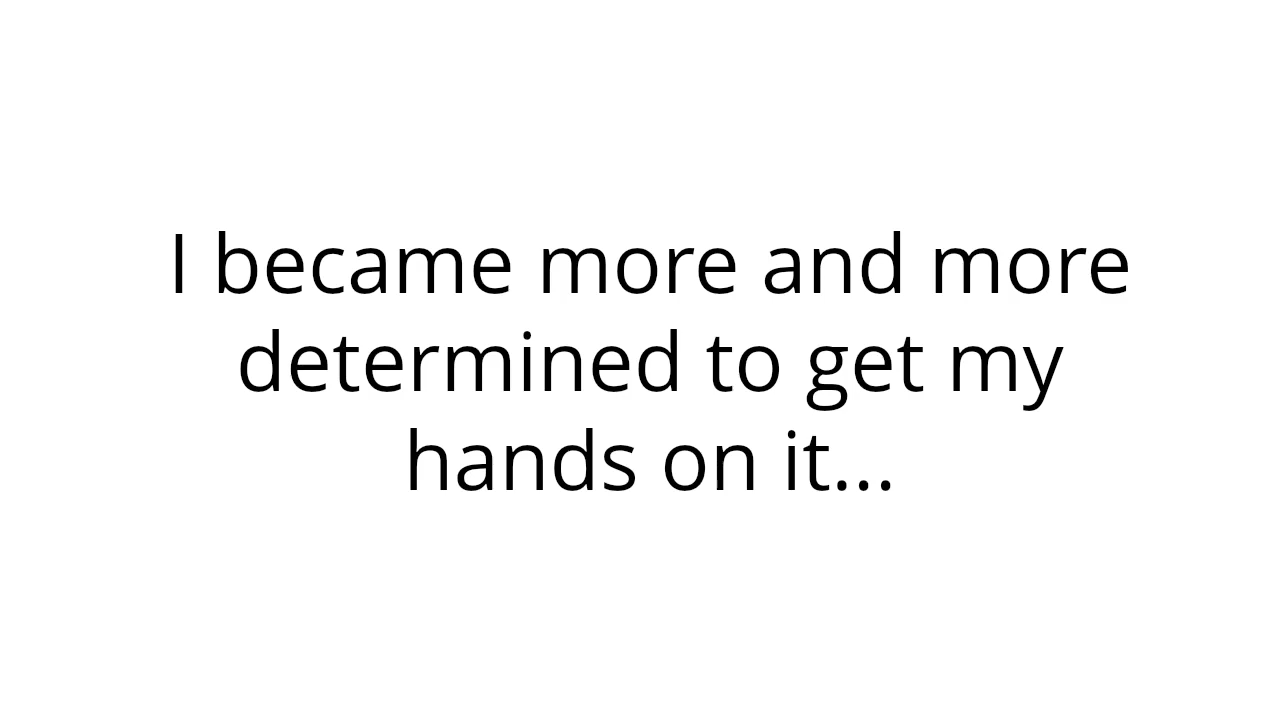 I became more and more
determined to get my
hands on it...